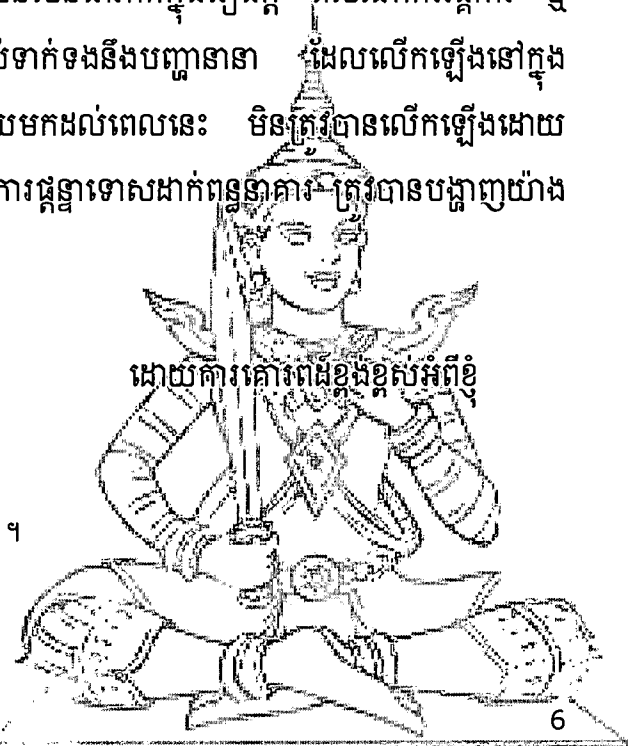 ទាក់ទងនឹងបញ្ហានានា ដែលលើកឡើងនៅក្នុង
មកដល់ពេលនេះ មិនត្រូវបានលើកឡើងដោយ
ការផ្តន្ទាទោសដាក់ពន្ធនាគារ ត្រូវបានបង្ហាញយ៉ាង
ដោយការគោរពដ៏ខ្ពង់ខ្ពស់អំពីខ្ញុំ
។
6